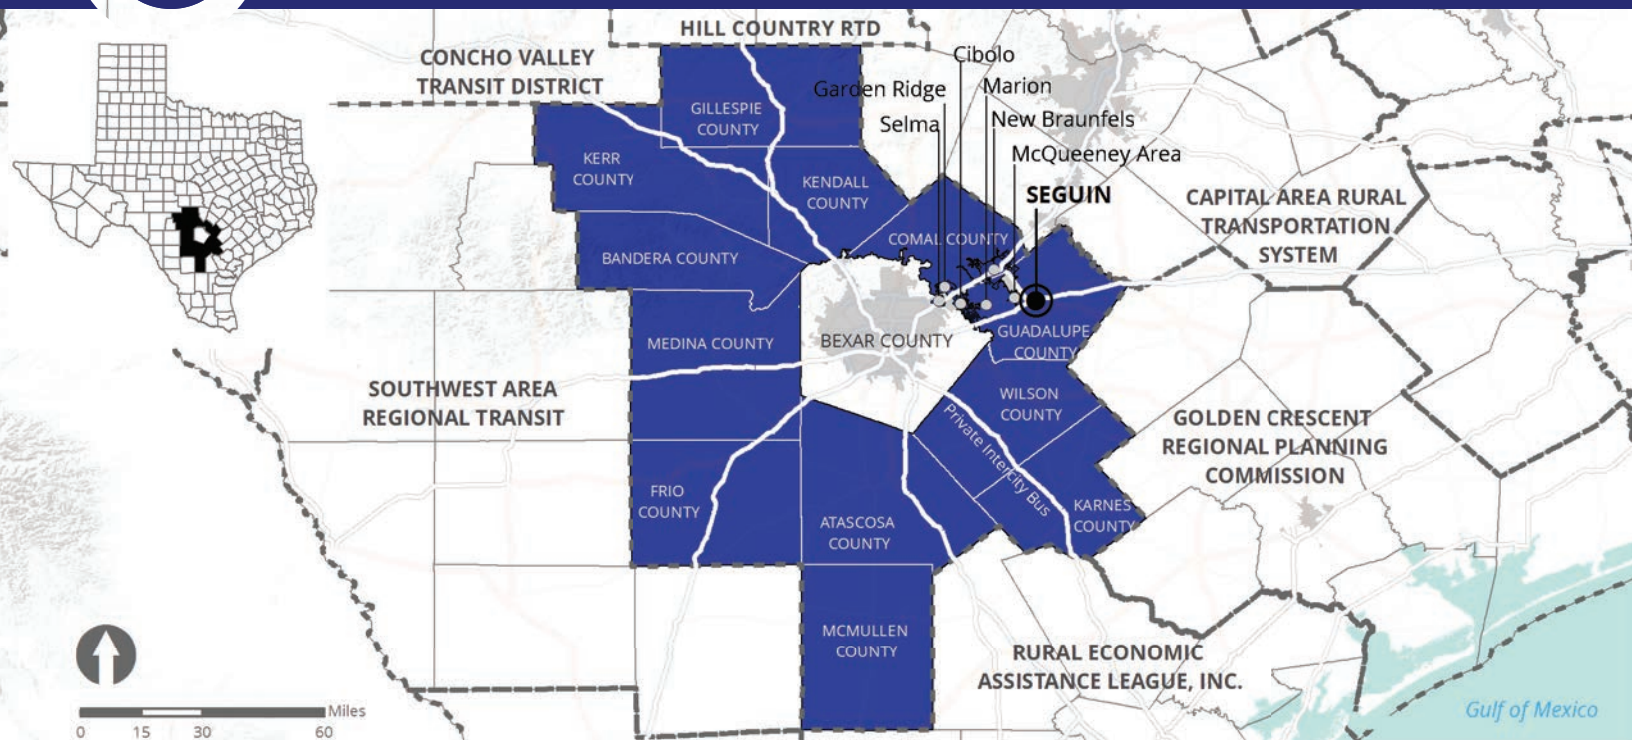 HILL COUNTRY RTD
CONCHO VALLEY
TRANSIT DISTRICT
Cibolo
Garden Ridge
Marion
Selma
New Braunfels
McQueeney Area
SEGUIN
GILLESPIE
COUNTY
KERR
COUNTY
KENDALL
COUNTY
CAPITAL AREA RURAL
TRANSPORTATION
SYSTEM
COMAL COUNTY
BANDERA COUNTY
MEDINA COUNTY
BEXAR COUNTY
GUADALUPE
COUNTY
SOUTHWEST AREA
REGIONAL TRANSIT
WILSON
COUNTY
Private Intercity Bus
GOLDEN CRESCENT
REGIONAL PLANNING
COMMISSION
FRIO
COUNTY
ATASCOSA
COUNTY
KARNES
COUNTY
MCMULLEN
COUNTY
RURAL ECONOMIC
ASSISTANCE LEAGUE, INC.
Gulf of Mexico
Miles
0 15 30 60